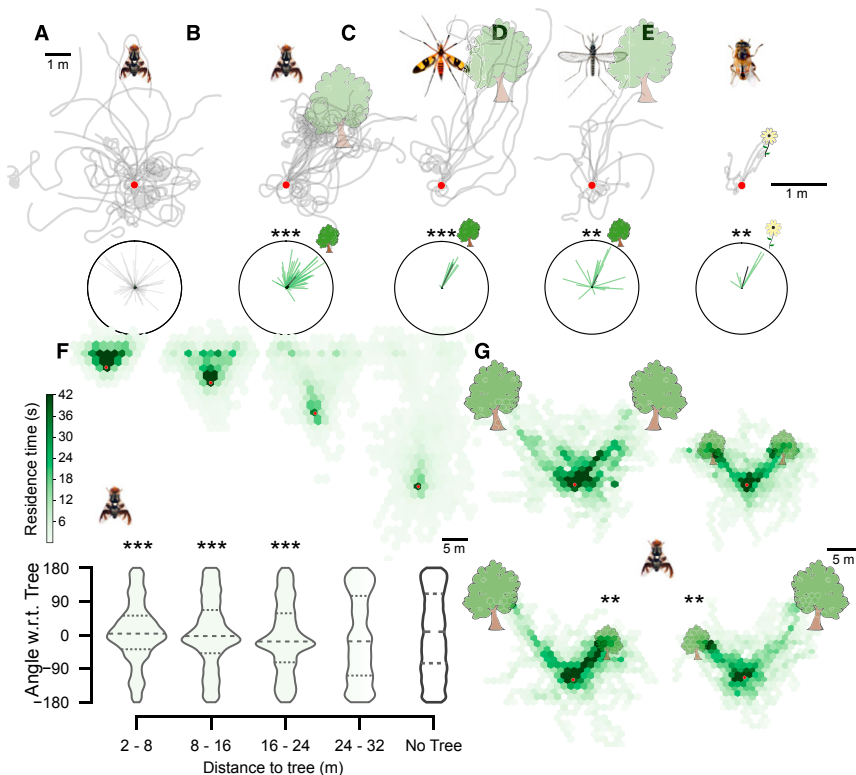 A
B
C
D
E
1 m
1 m
***
***
**
**
F
G
Residence time (s)
42
36
30
24
18
12
6
5 m
5 m
***
***
***
**
**
Angle w.r.t. Tree
180
90
0
−90
−180
2 - 8
8 - 16
16 - 24
24 - 32
No Tree
Distance to tree (m)